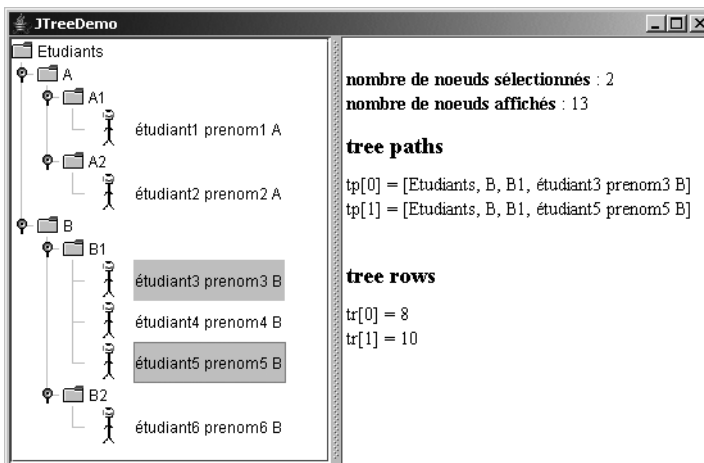 JTreeDemo
Etudiants
A
A1
étudiant1 prenom1 A
A2
étudiant2 prenom2 A
B
B1
étudiant3 prenom3 B
étudiant4 prenom4 B
étudiant5 prenom5 B
B2
étudiant6 prenom6 B
nombre de noeuds sélectionnés : 2
nombre de noeuds affichés : 13
tree paths
tp[0] = [Etudiants, B, B1, étudiant3 prenom3 B]
tp[1] = [Etudiants, B, B1, étudiant5 prenom5 B]
tree rows
tr[0] = 8
tr[1] = 10